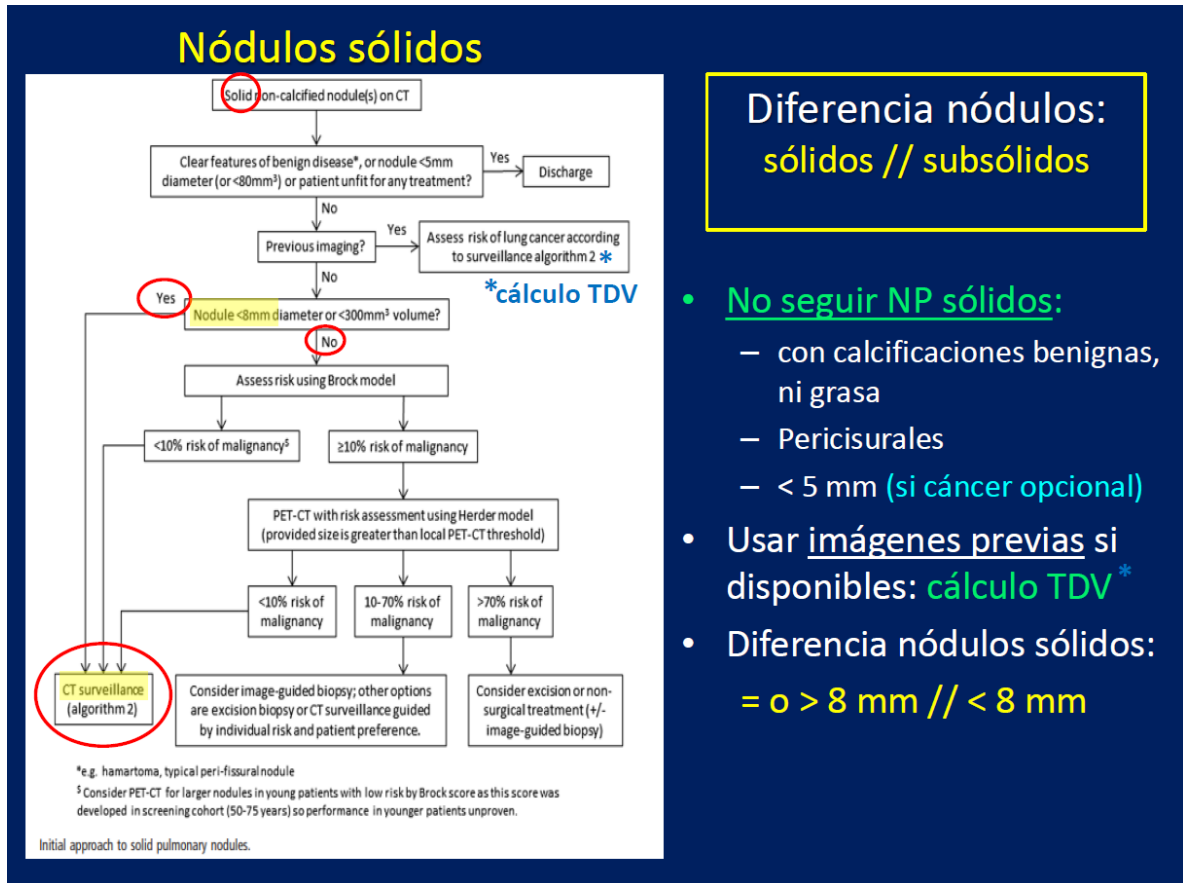 Nódulos sólidos
Solid non-calcified nodule(s) on CT
Clear features of benign disease*, or nodule <5mm
diameter (or <80mm³) or patient unfit for any treatment?
Yes
Discharge
No
Previous imaging?
Yes
Assess risk of lung cancer according
to surveillance algorithm 2 *
*cálculo TDV
No
Yes
Nodule <8mm diameter or <300mm³ volume?
No
Assess risk using Brock model
<10% risk of malignancy$
≥10% risk of malignancy
PET-CT with risk assessment using Herder model
(provided size is greater than local PET-CT threshold)
<10% risk of
malignancy
10-70% risk of
malignancy
>70% risk of
malignancy
CT surveillance
(algorithm 2)
Consider image-guided biopsy; other options
are excision biopsy or CT surveillance guided
by individual risk and patient preference.
Consider excision or non-
surgical treatment (+/-
image-guided biopsy)
*e.g. hamartoma, typical peri-fissural nodule
$ Consider PET-CT for larger nodules in young patients with low risk by Brock score as this score was
developed in screening cohort (50-75 years) so performance in younger patients unproven.
Initial approach to solid pulmonary nodules.
Diferencia nódulos:
sólidos // subsólidos
• No seguir NP sólidos:
– con calcificaciones benignas,
ni grasa
– Pericisurales
– < 5 mm (si cáncer opcional)
• Usar imágenes previas si
disponibles: cálculo TDV *
• Diferencia nódulos sólidos:
= o > 8 mm // < 8 mm